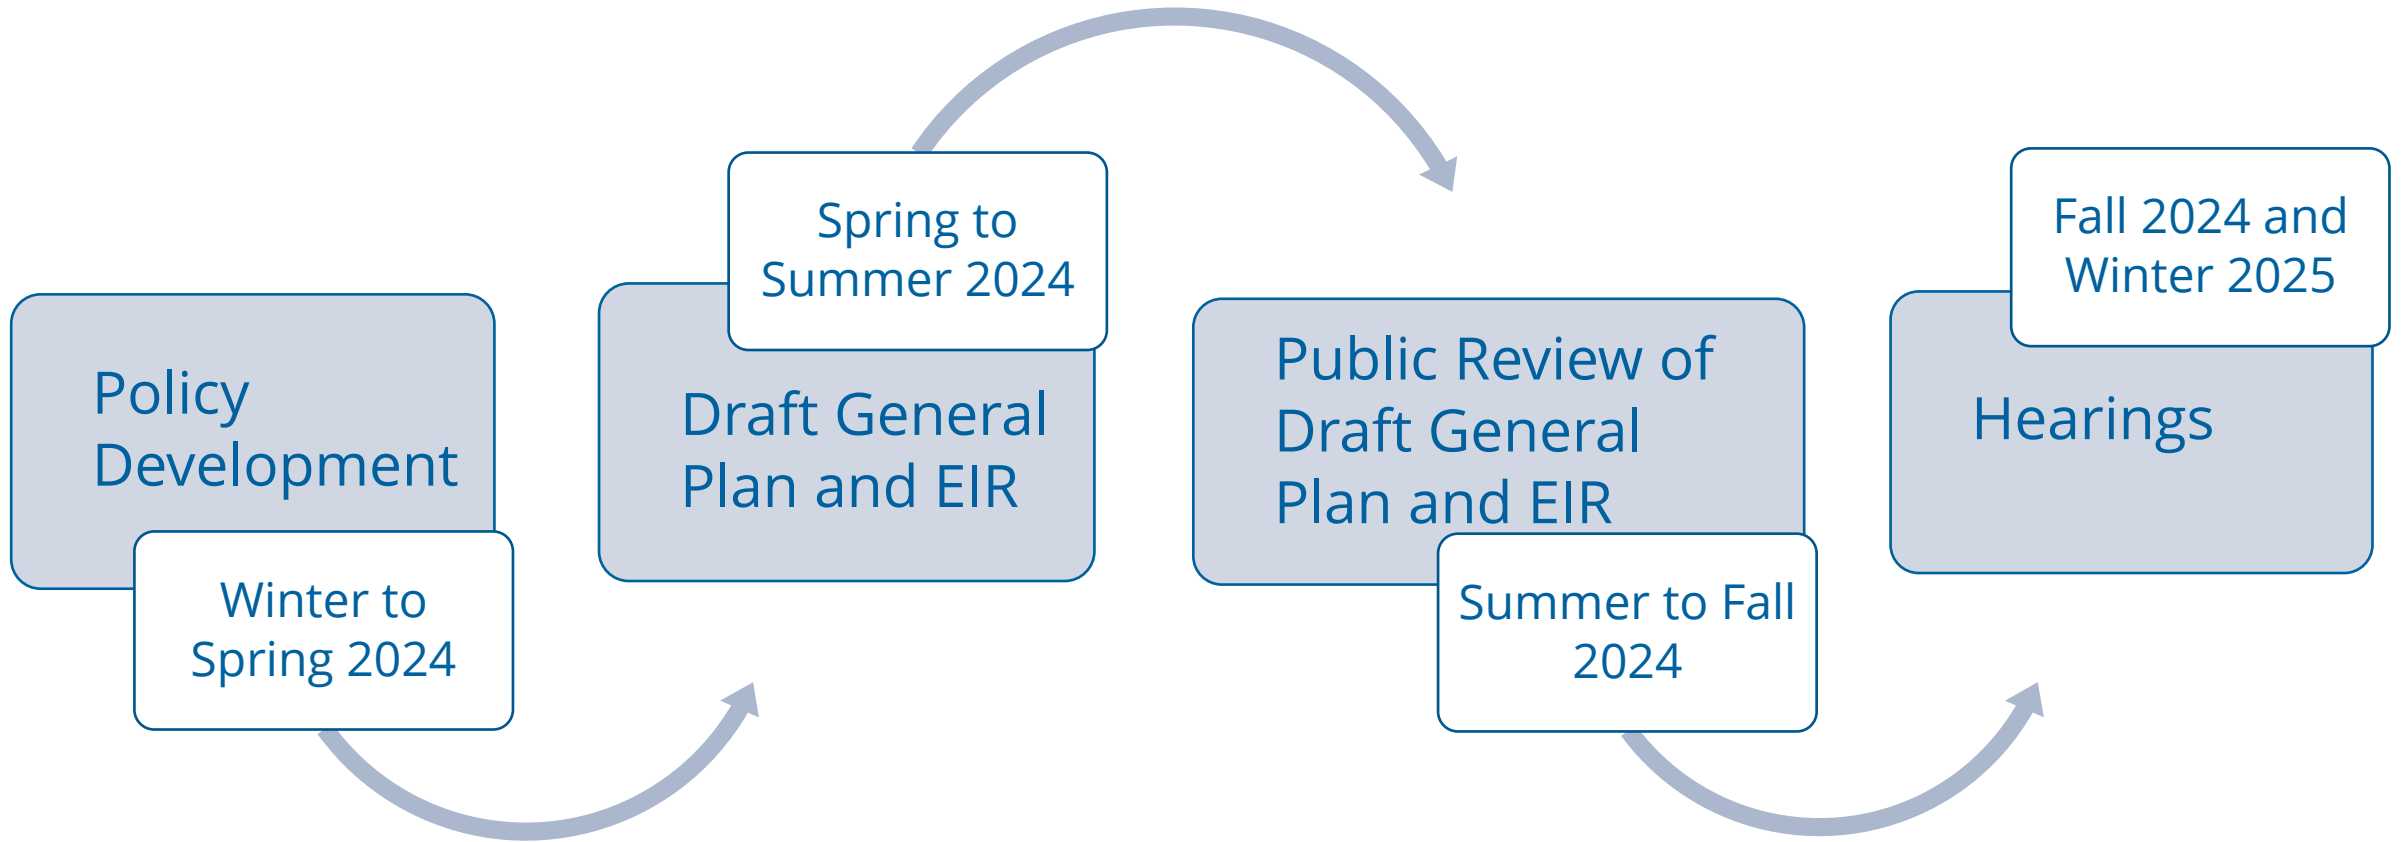 Policy
Development
Winter to
Spring 2024
Spring to
Summer 2024
Draft General
Plan and EIR
Public Review of
Draft General
Plan and EIR
Summer to Fall
2024
Fall 2024 and
Winter 2025
Hearings